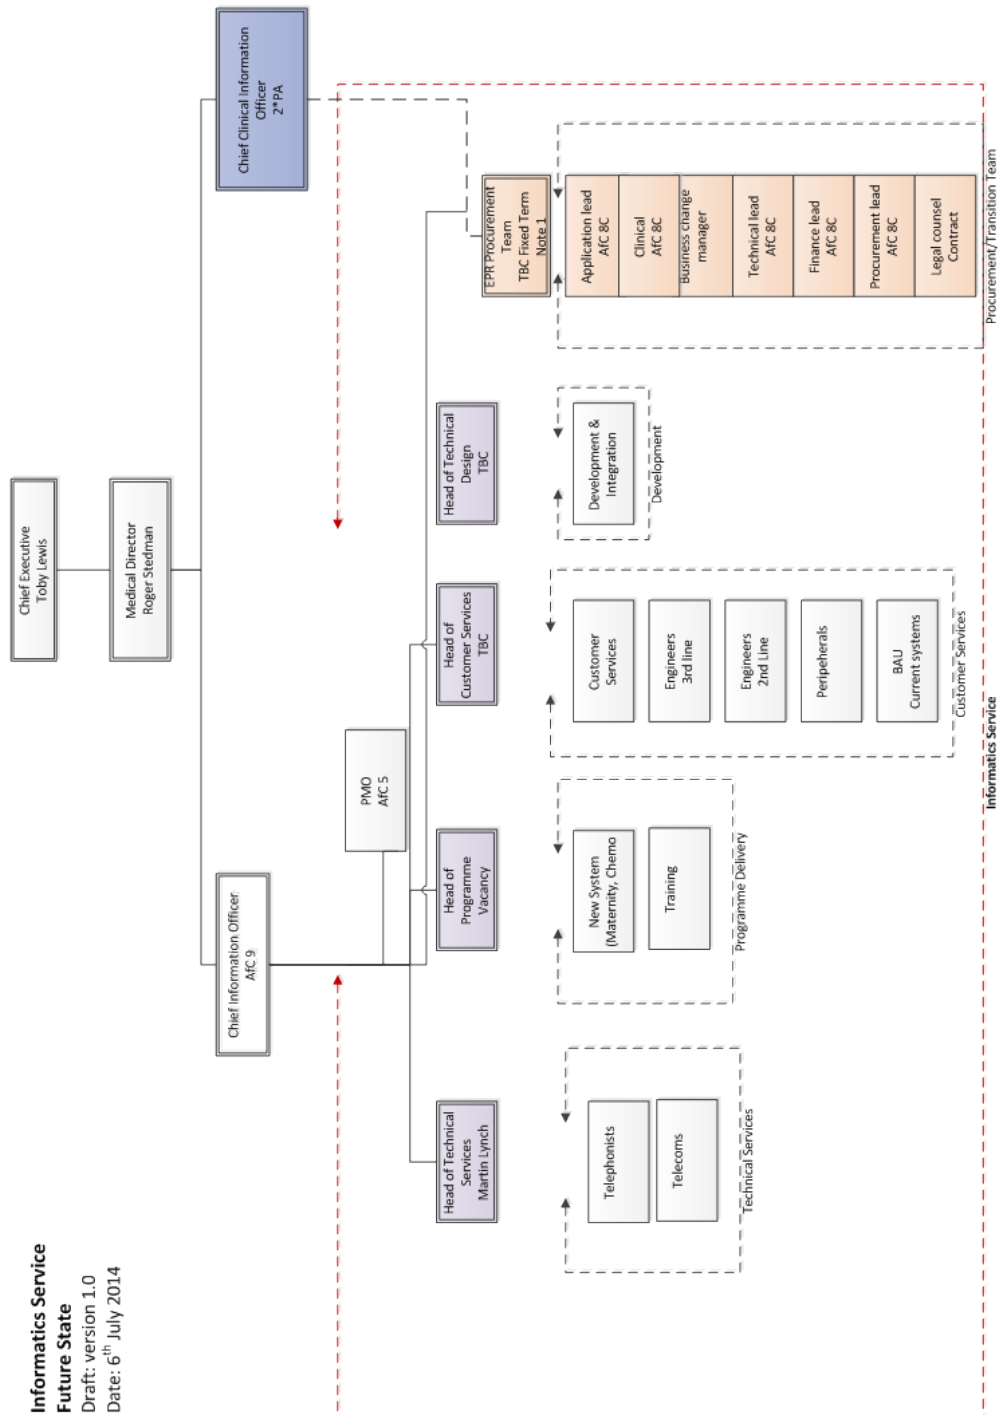 Informatics Service
Future State
Draft: version 1.0
Date: 6th July 2014
Chief Executive
Toby Lewis
Medical Director
Roger Stedman
Chief Information Officer
AfC 9
Chief Clinical Information
Officer
2*PA
PMO
AfC 5
Head of Technical
Services
Martin Lynch
Head of
Programme
Vacancy
Head of
Customer Services
TBC
Head of Technical
Design
TBC
EPR Procurement
Team
TBC Fixed Term
Note 1
Telephonists
Telecoms
Technical Services
New System
(Maternity, Chemo
Training
Programme Delivery
Customer
Services
Engineers
3rd line
Engineers
2nd Line
Peripeherals
BAU
Current systems
Customer Services
Development &
Integration
Development
Application lead
AfC 8C
Clinical
AfC 8C
Business change
manager
Technical lead
AfC 8C
Finance lead
AfC 8C
Procurement lead
AfC 8C
Legal counsel
Contract
Procurement/Transition Team
Informatics Service